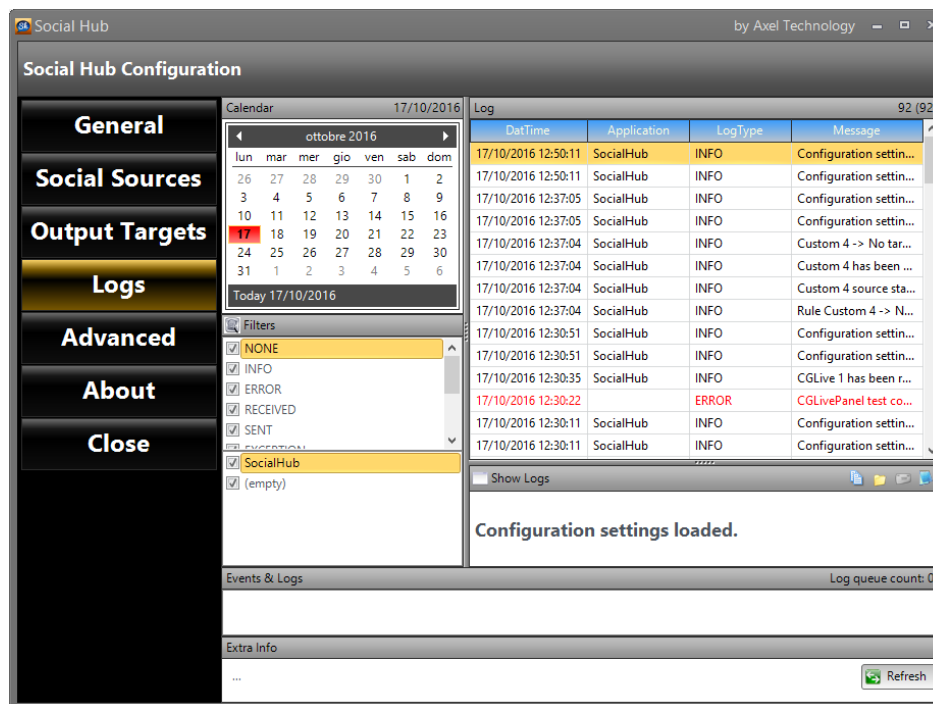 Social Hub by Axel Technology
Social Hub Configuration
General
Social Sources
Output Targets
Logs
Advanced
About
Close
Calendar 17/10/2016
ottobre 2016
lun mar mer gio ven sab dom
26 27 28 29 30 1 2
3 4 5 6 7 8 9
10 11 12 13 14 15 16
17 18 19 20 21 22 23
24 25 26 27 28 29 30
31 1 2 3 4 5 6
Today 17/10/2016
Filters
NONE
INFO
ERROR
RECEIVED
SENT
EXCEPTION
SocialHub
(empty)
Log 92 (92
DatTime Application LogType Message
17/10/2016 12:50:11 SocialHub INFO Configuration settin...
17/10/2016 12:50:11 SocialHub INFO Configuration settin...
17/10/2016 12:37:05 SocialHub INFO Configuration settin...
17/10/2016 12:37:05 SocialHub INFO Configuration settin...
17/10/2016 12:37:04 SocialHub INFO Custom 4 -> No tar...
17/10/2016 12:37:04 SocialHub INFO Custom 4 has been ...
17/10/2016 12:37:04 SocialHub INFO Custom 4 source sta...
17/10/2016 12:37:04 SocialHub INFO Rule Custom 4 -> N...
17/10/2016 12:30:51 SocialHub INFO Configuration settin...
17/10/2016 12:30:51 SocialHub INFO Configuration settin...
17/10/2016 12:30:35 SocialHub INFO CGLive 1 has been r...
17/10/2016 12:30:22 ERROR CGLivePanel test co...
17/10/2016 12:30:11 SocialHub INFO Configuration settin...
17/10/2016 12:30:11 SocialHub INFO Configuration settin...
Show Logs
Configuration settings loaded.
Events & Logs Log queue count: 0
Extra Info
...
Refresh